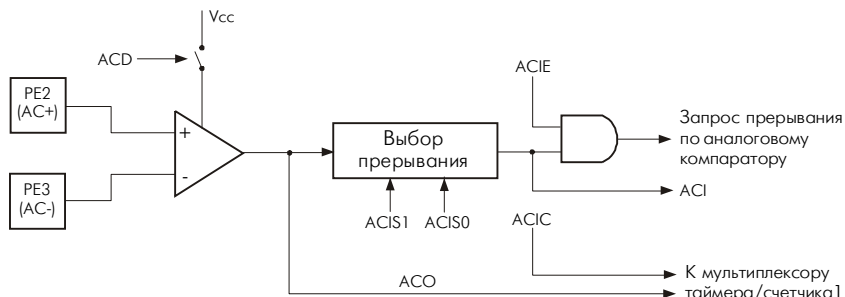 Vcc
ACD
ACIE
PE2
(AC+)
Запрос прерывания
по аналоговому
компаратору
+
Выбор
прерывания
-
PE3
(AC-)
ACI
ACIS1
ACIS0
ACIC
ACO
К мультиплексору
таймера/счетчика1